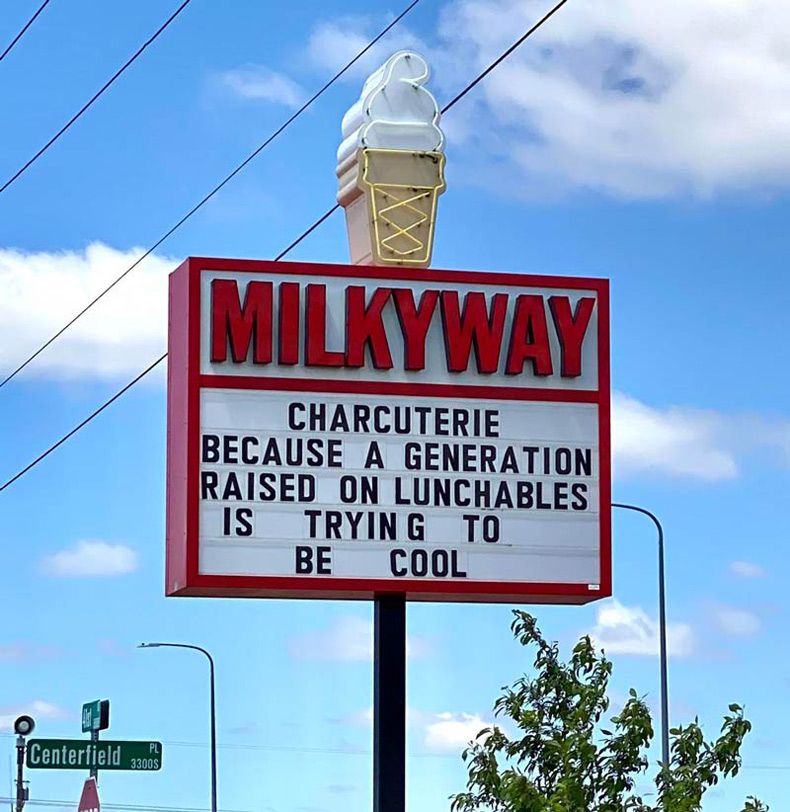 MILKYWAY
CHARCUTERIE
BECAUSE A GENERATION
RAISED ON LUNCHABLES
IS TRYING TO
BE COOL
Centerfield PL
3300S